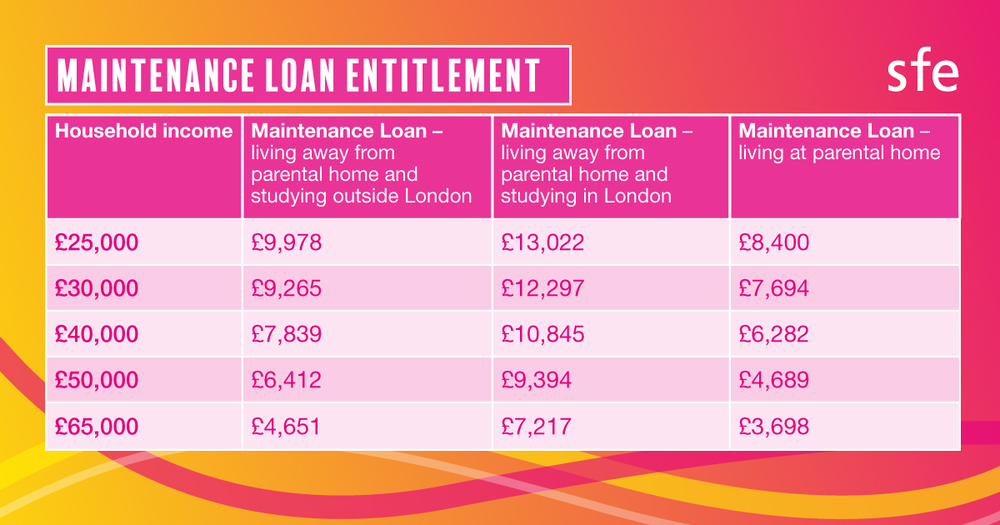 MAINTENANCE LOAN ENTITLEMENT
sfe
Household income
Maintenance Loan –
living away from
parental home and
studying outside London
Maintenance Loan –
living away from
parental home and
studying in London
Maintenance Loan –
living at parental home
£25,000 £9,978 £13,022 £8,400
£30,000 £9,265 £12,297 £7,694
£40,000 £7,839 £10,845 £6,282
£50,000 £6,412 £9,394 £4,689
£65,000 £4,651 £7,217 £3,698